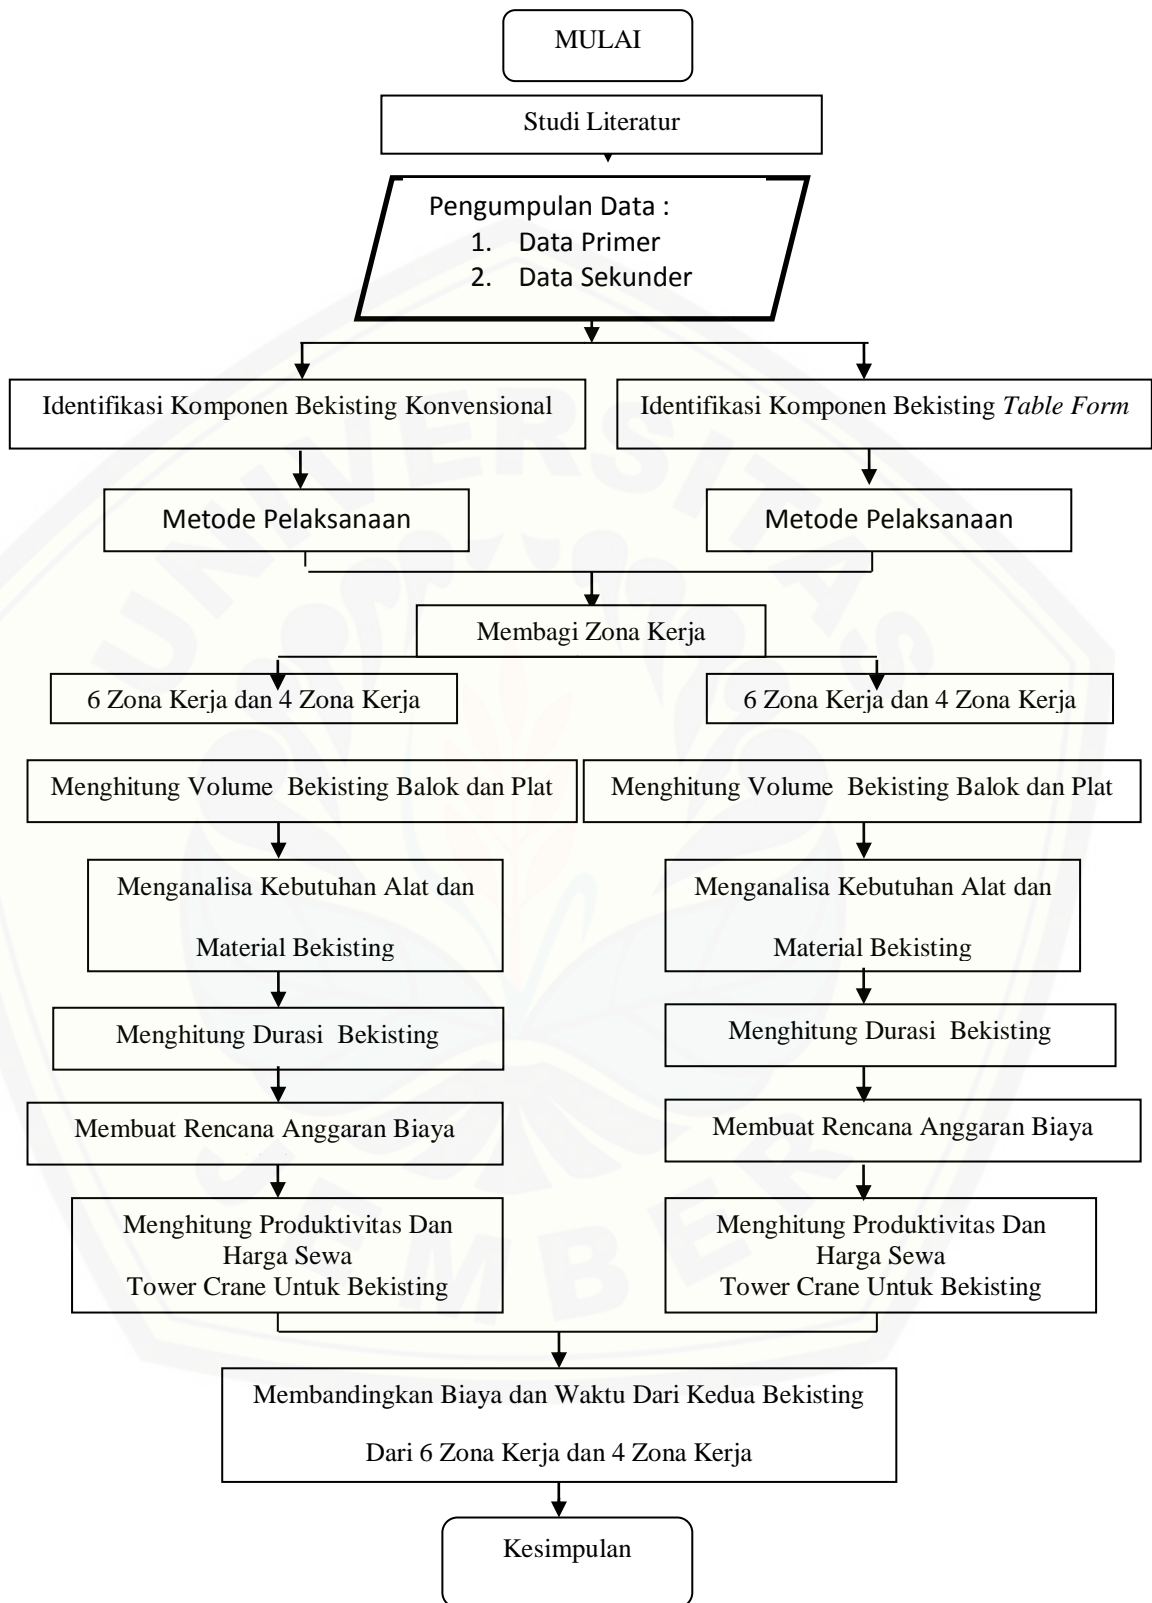 MULAI
Studi Literatur
Pengumpulan Data :
1. Data Primer
2. Data Sekunder
Identifikasi Komponen Bekisting Konvensional
Identifikasi Komponen Bekisting Table Form
Metode Pelaksanaan
Metode Pelaksanaan
Membagi Zona Kerja
6 Zona Kerja dan 4 Zona Kerja
6 Zona Kerja dan 4 Zona Kerja
Menghitung Volume  Bekisting Balok dan Plat
Menghitung Volume  Bekisting Balok dan Plat
Menganalisa Kebutuhan Alat dan
Material Bekisting
Menganalisa Kebutuhan Alat dan
Material Bekisting
Menghitung Durasi  Bekisting
Menghitung Durasi  Bekisting
Membuat Rencana Anggaran Biaya
Membuat Rencana Anggaran Biaya
Menghitung Produktivitas Dan
Harga Sewa
Tower Crane Untuk Bekisting
Menghitung Produktivitas Dan
Harga Sewa
Tower Crane Untuk Bekisting
Membandingkan Biaya dan Waktu Dari Kedua Bekisting
Dari 6 Zona Kerja dan 4 Zona Kerja
Kesimpulan
UNIVERSITAS
JEMBER